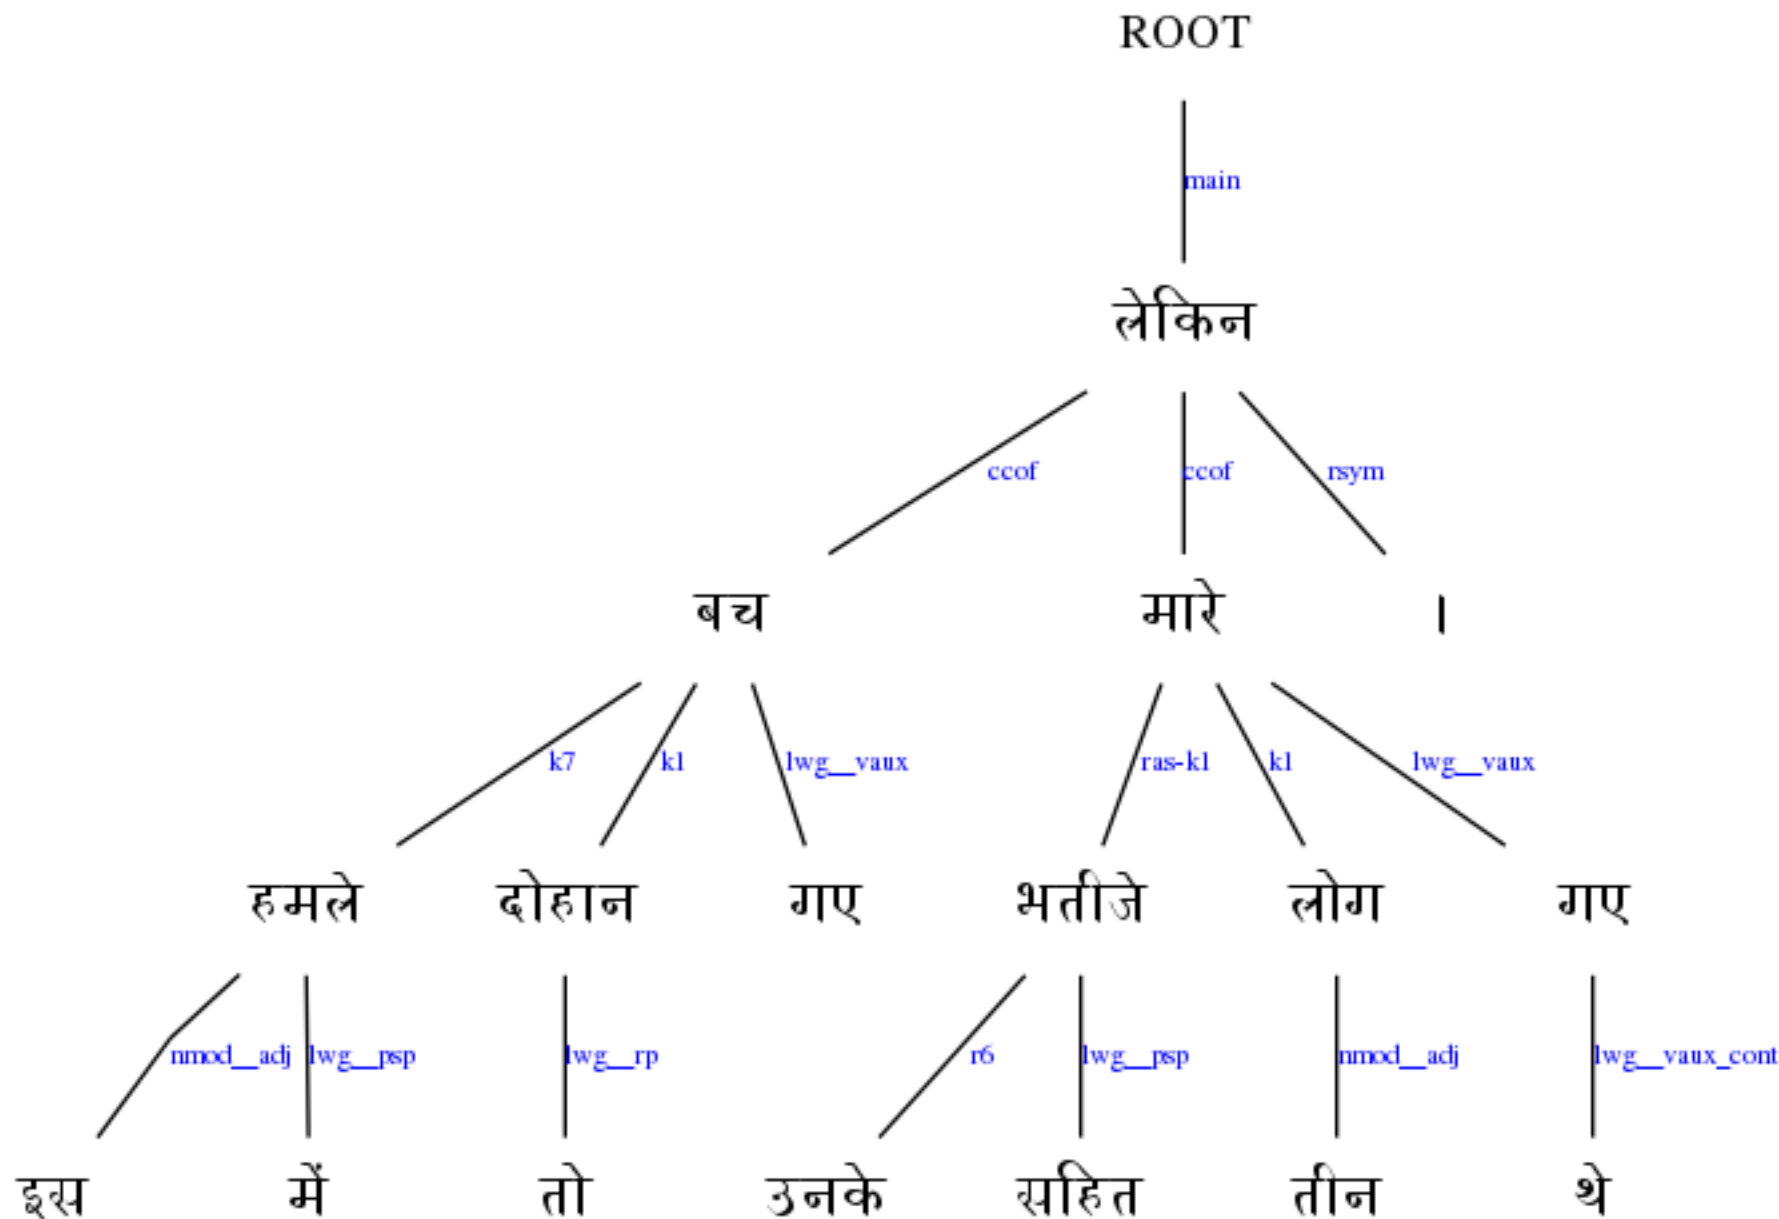 ROOT
main
लेकिन
ccof ccof rsym
बच मारे ।
k7 k1 lwg__vaux ras-k1 k1 lwg__vaux
हमले दोहान गए भतीजे लोग गए
nmod__adj lwg__psp lwg__rp r6 lwg__psp nmod__adj lwg__vaux_cont
इस में तो उनके सहित तीन थे